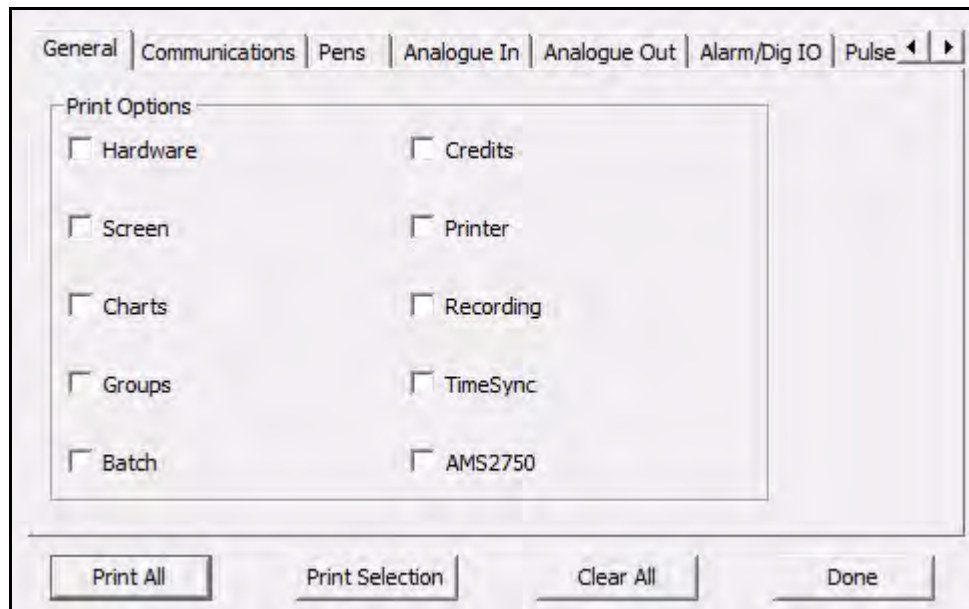 General Communications Pens Analogue In Analogue Out Alarm/Dig IO Pulse
Print Options
Hardware Credits
Screen Printer
Charts Recording
Groups TimeSync
Batch AMS2750
Print All Print Selection Clear All Done